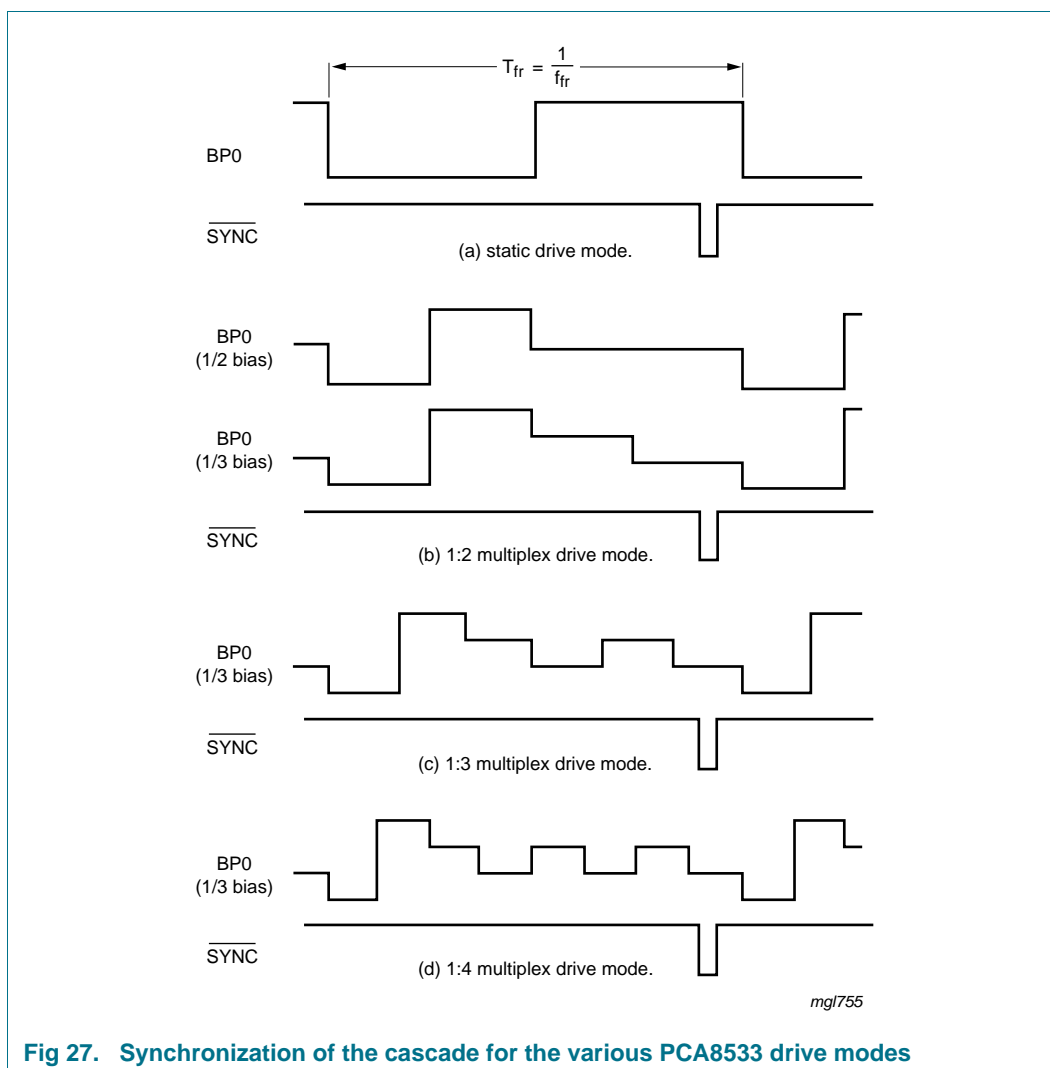 T_fr = 1/f_fr
BP0
SYNC
(a) static drive mode.
BP0
(1/2 bias)
BP0
(1/3 bias)
SYNC
(b) 1:2 multiplex drive mode.
BP0
(1/3 bias)
SYNC
(c) 1:3 multiplex drive mode.
BP0
(1/3 bias)
SYNC
(d) 1:4 multiplex drive mode.
mgl755
Fig 27. Synchronization of the cascade for the various PCA8533 drive modes